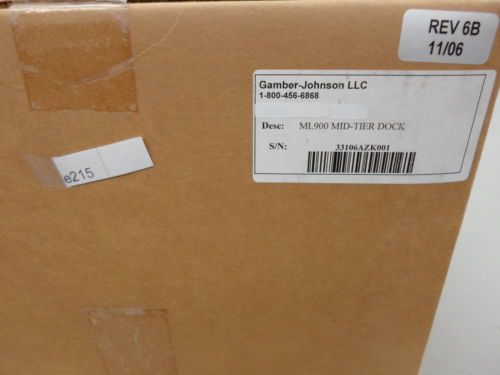 REV 6B
11/06
Gamber-Johnson LLC
1-800-456-6868
Desc: ML900 MID-TIER DOCK
S/N: 33106AZK001
e215